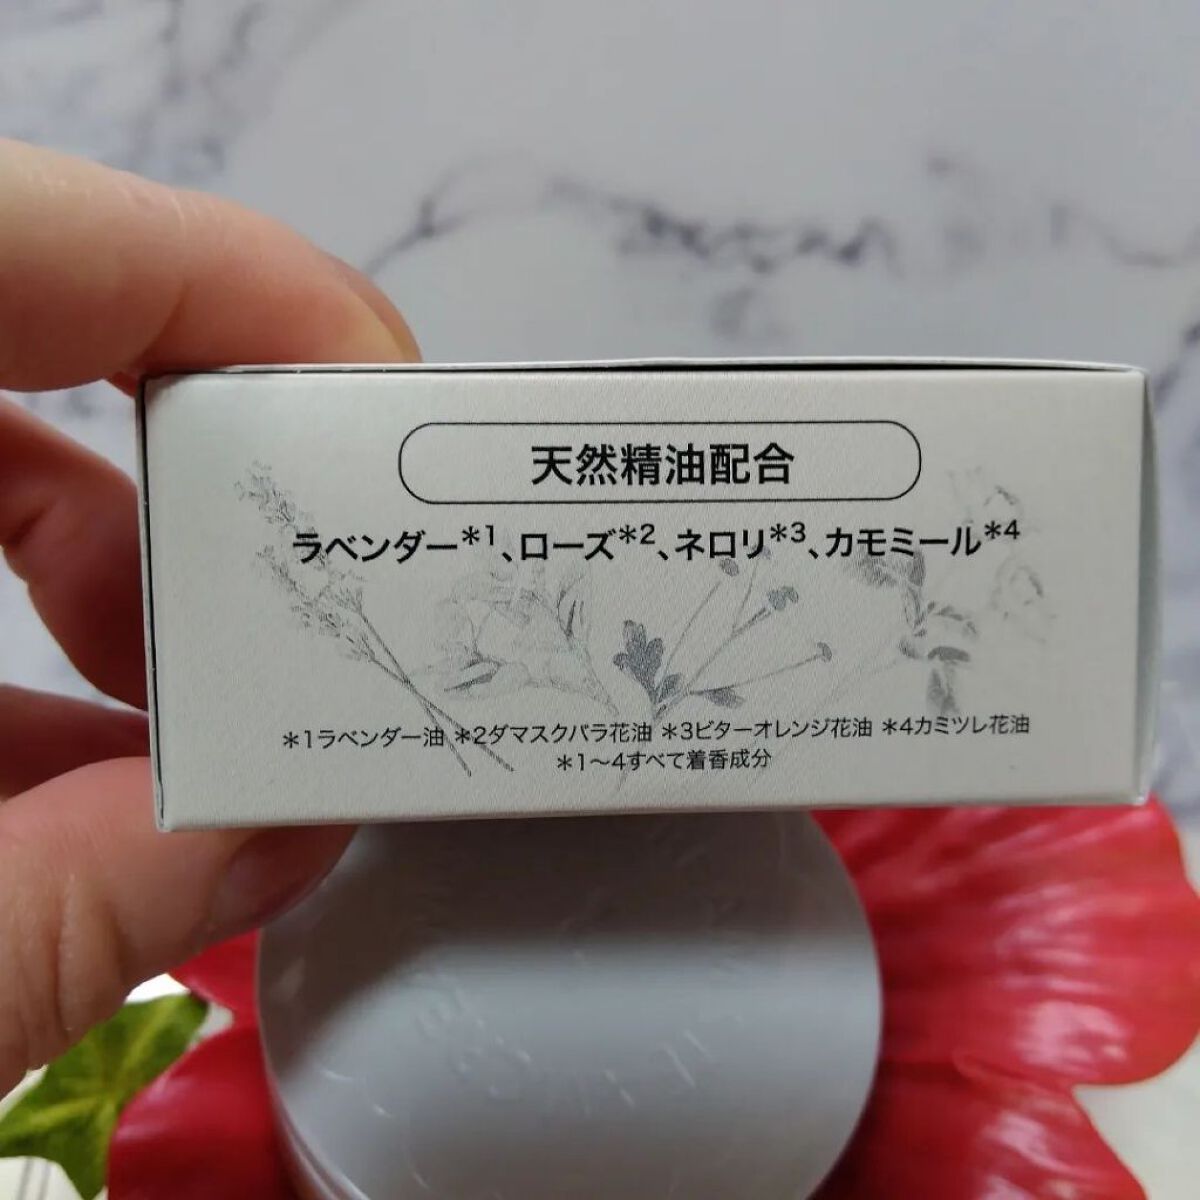 天然精油配合
ラベンダー*1、ローズ*2、ネロリ*3、カモミール*4
*1ラベンダー油 *2ダマスクバラ花油 *3ビターオレンジ花油 *4カミツレ花油
*1～4すべて着香成分